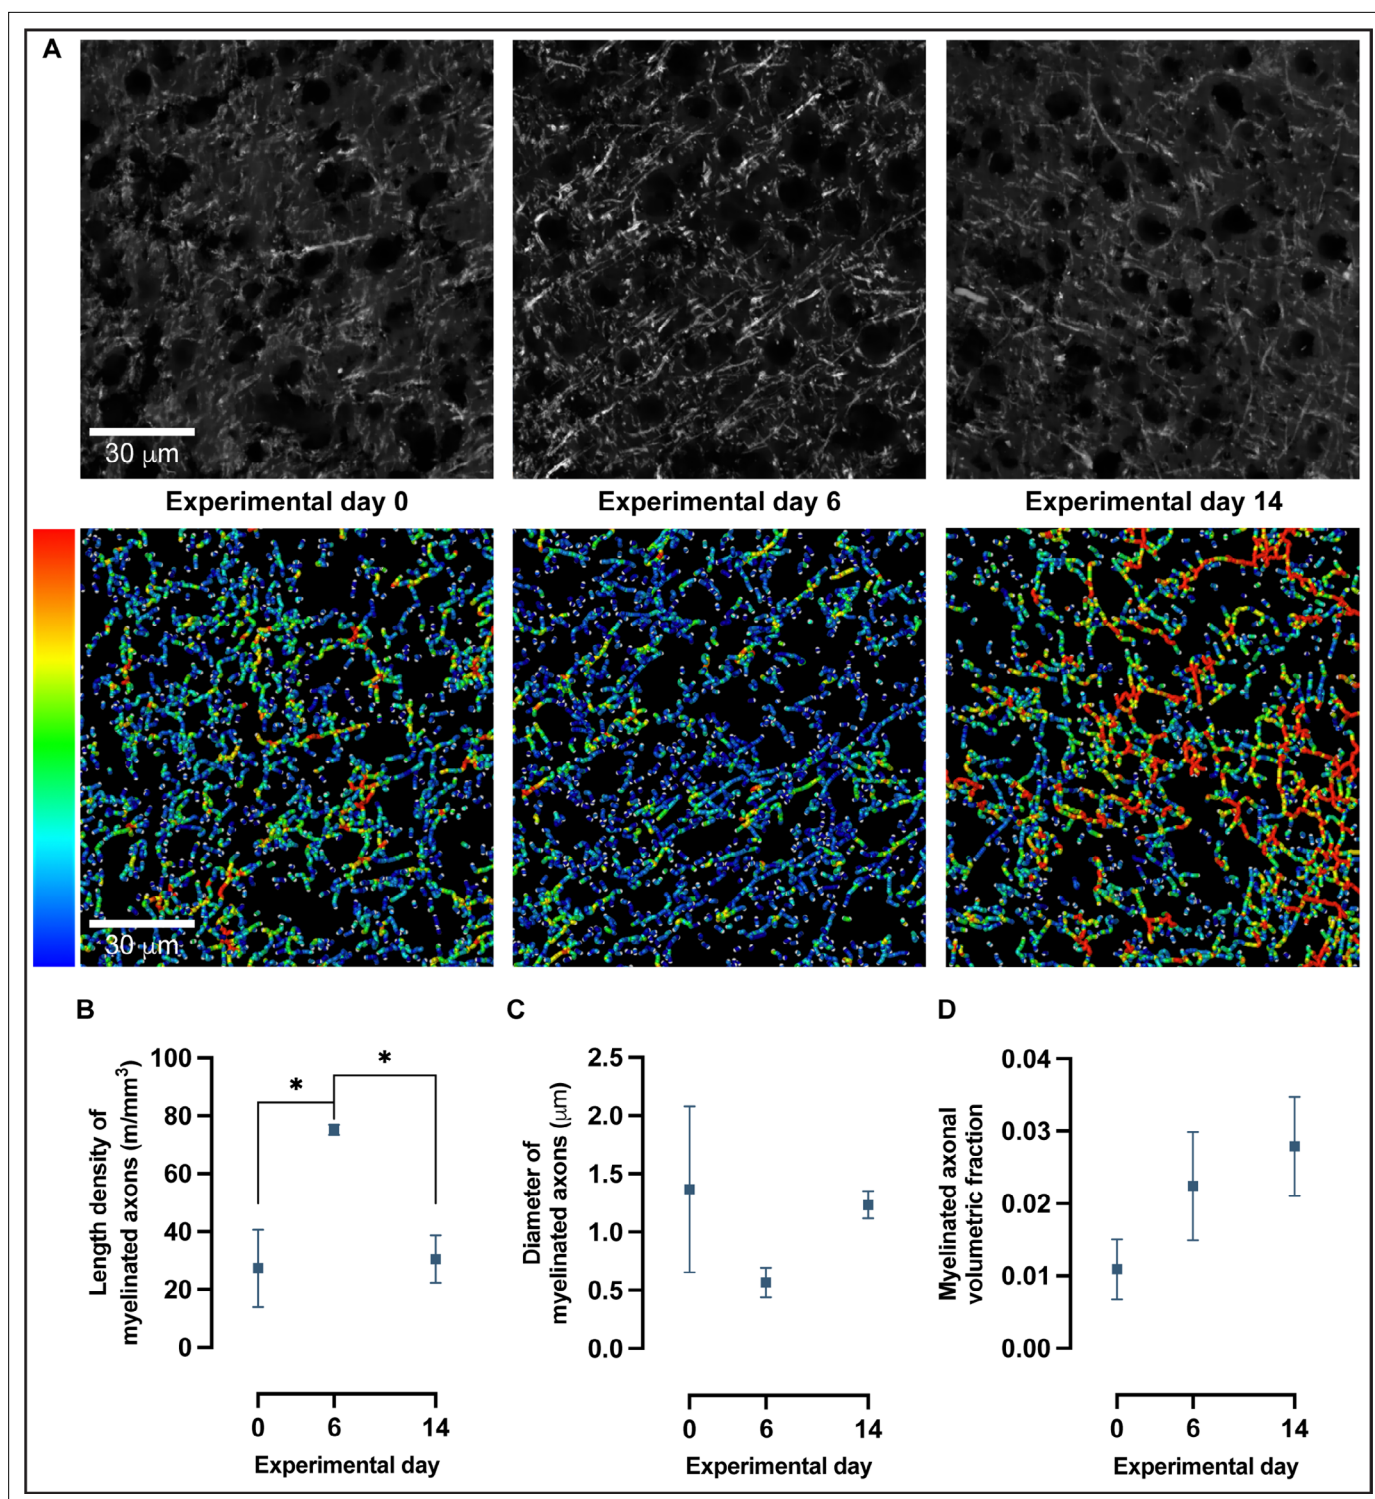 A
30 μm
Experimental day 0
Experimental day 6
Experimental day 14
30 μm
B
Length density of
myelinated axons (m/mm³)
100
80
60
40
20
0
*
*
0
6
14
Experimental day
C
Diameter of
myelinated axons (μm)
2.5
2.0
1.5
1.0
0.5
0.0
0
6
14
Experimental day
D
Myelinated axonal
volumetric fraction
0.04
0.03
0.02
0.01
0.00
0
6
14
Experimental day